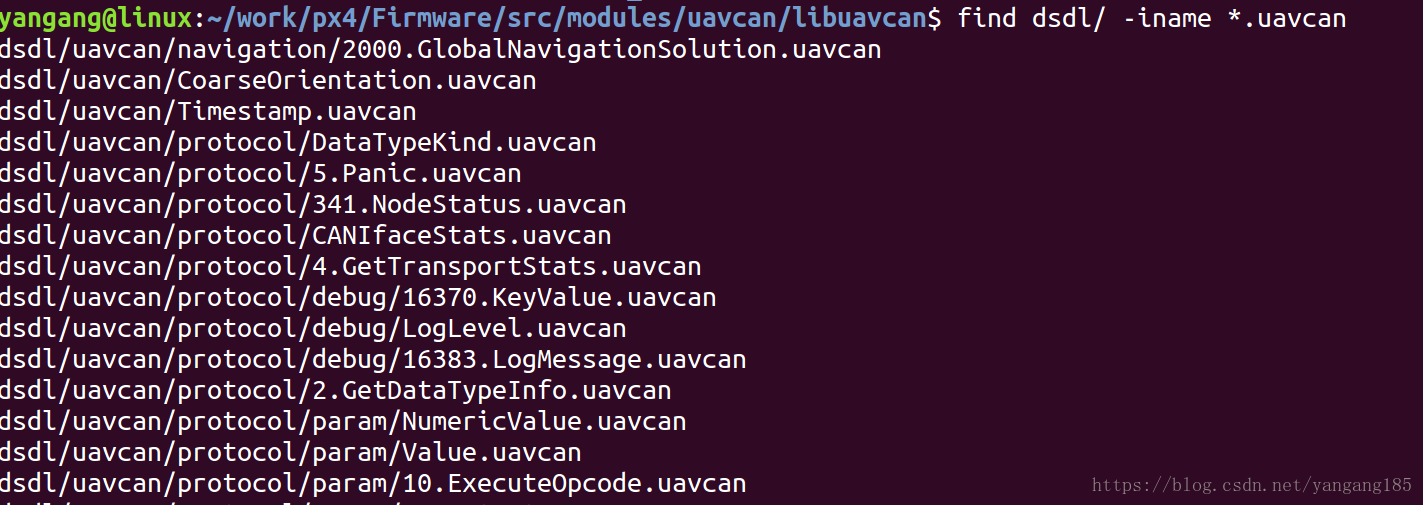 yangang@linux:~/work/px4/Firmware/src/modules/uavcan/libuavcan$ find dsdl/ -iname *.uavcan
dsdl/uavcan/navigation/2000.GlobalNavigationSolution.uavcan
dsdl/uavcan/CoarseOrientation.uavcan
dsdl/uavcan/Timestamp.uavcan
dsdl/uavcan/protocol/DataTypeKind.uavcan
dsdl/uavcan/protocol/5.Panic.uavcan
dsdl/uavcan/protocol/341.NodeStatus.uavcan
dsdl/uavcan/protocol/CANIfaceStats.uavcan
dsdl/uavcan/protocol/4.GetTransportStats.uavcan
dsdl/uavcan/protocol/debug/16370.KeyValue.uavcan
dsdl/uavcan/protocol/debug/LogLevel.uavcan
dsdl/uavcan/protocol/debug/16383.LogMessage.uavcan
dsdl/uavcan/protocol/2.GetDataTypeInfo.uavcan
dsdl/uavcan/protocol/param/NumericValue.uavcan
dsdl/uavcan/protocol/param/Value.uavcan
dsdl/uavcan/protocol/param/10.ExecuteOpcode.uavcan
https://blog.csdn.net/yangang185